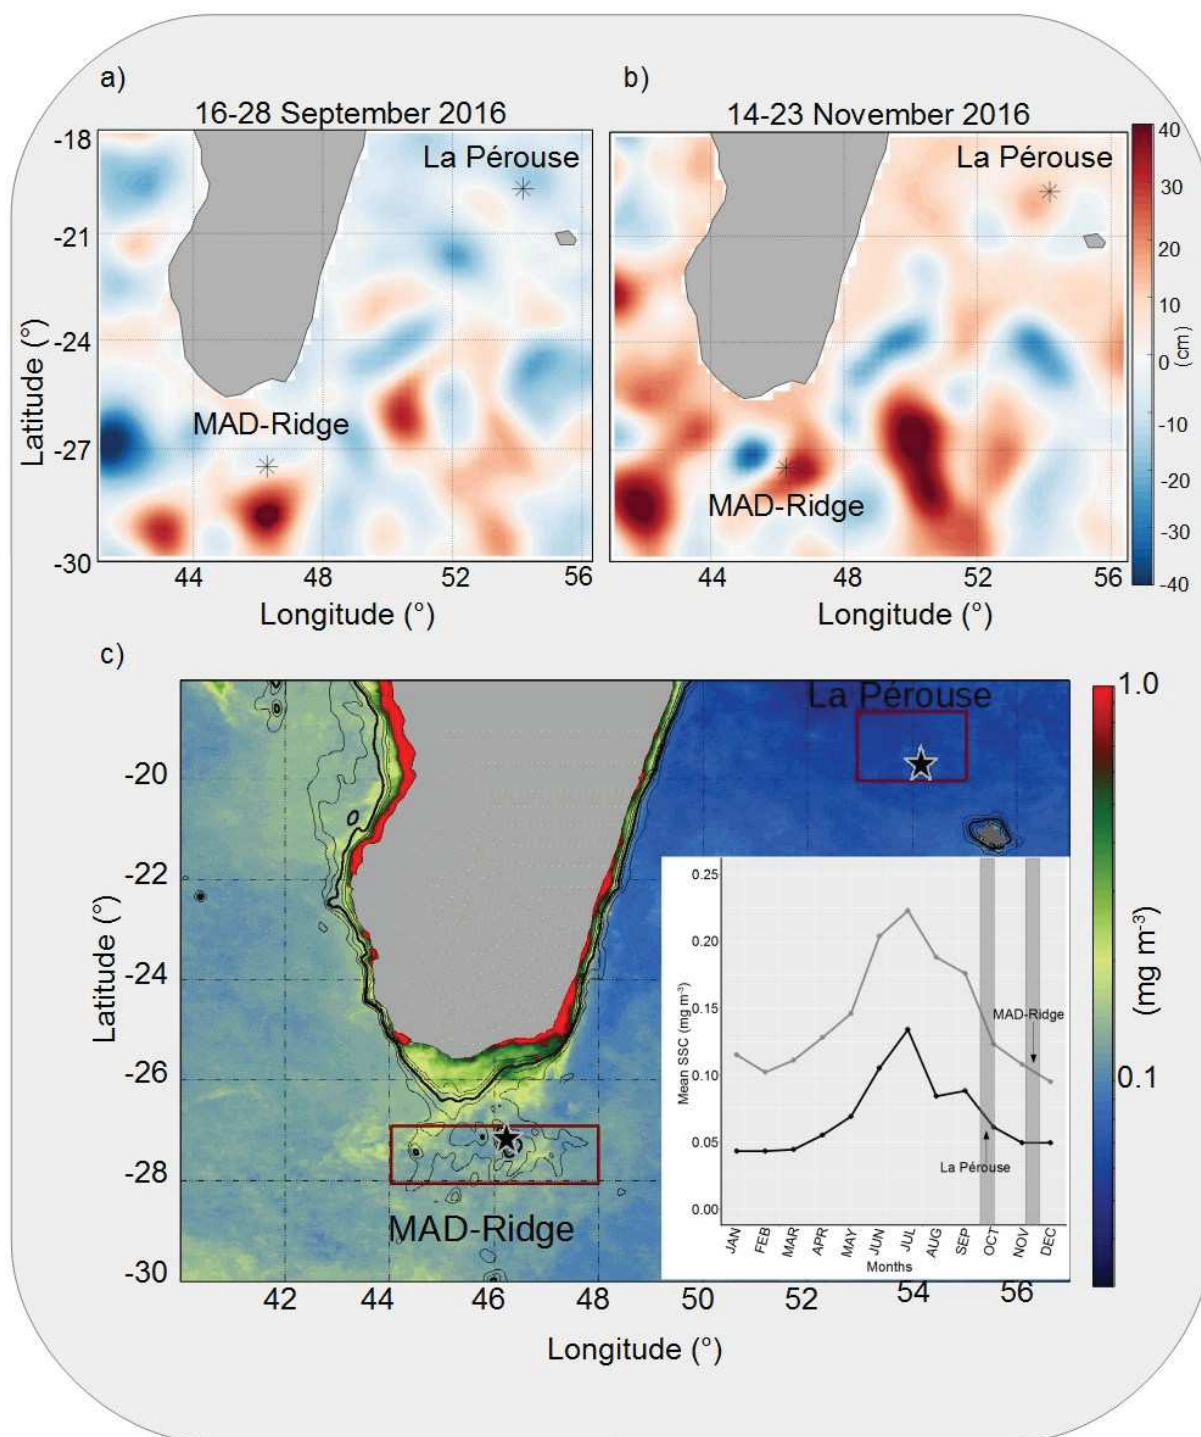 a)
16-28 September 2016
b)
14-23 November 2016
La Pérouse
MAD-Ridge
-18
-21
-24
-27
-30
Latitude (°)
44
48
52
56
Longitude (°)
La Pérouse
MAD-Ridge
44
48
52
56
Longitude (°)
40
30
20
10
0
-10
-20
-30
-40
(cm)
c)
La Pérouse
MAD-Ridge
-20
-22
-24
-26
-28
-30
Latitude (°)
42
44
46
48
50
52
54
56
Longitude (°)
0.25
0.20
0.15
0.10
0.05
0.00
Mean SSC (mg m-3)
MAD-Ridge
La Pérouse
JAN
FEB
MAR
APR
MAY
JUN
JUL
AUG
SEP
OCT
NOV
DEC
Months
1.0
0.1
(mg m-3)